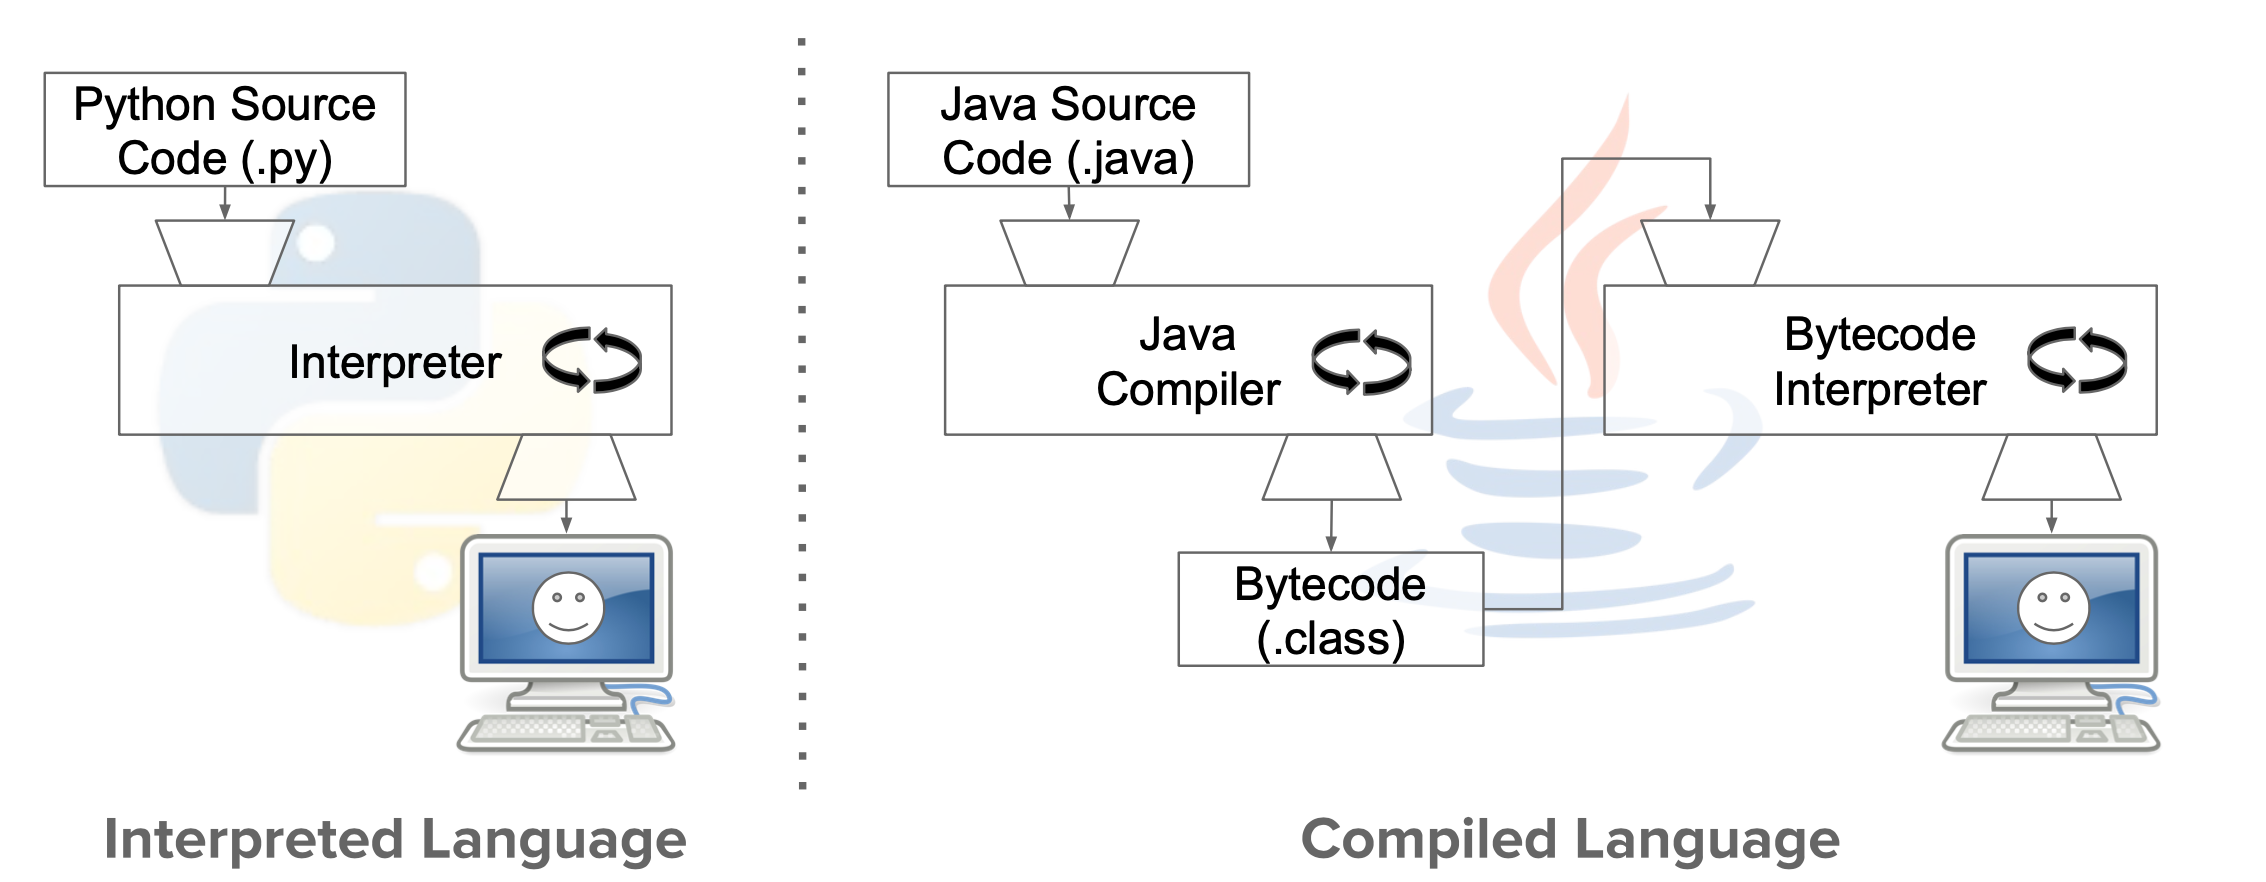 Python Source
Code (.py)
Interpreter
Interpreted Language
Java Source
Code (.java)
Java
Compiler
Bytecode
(.class)
Bytecode
Interpreter
Compiled Language